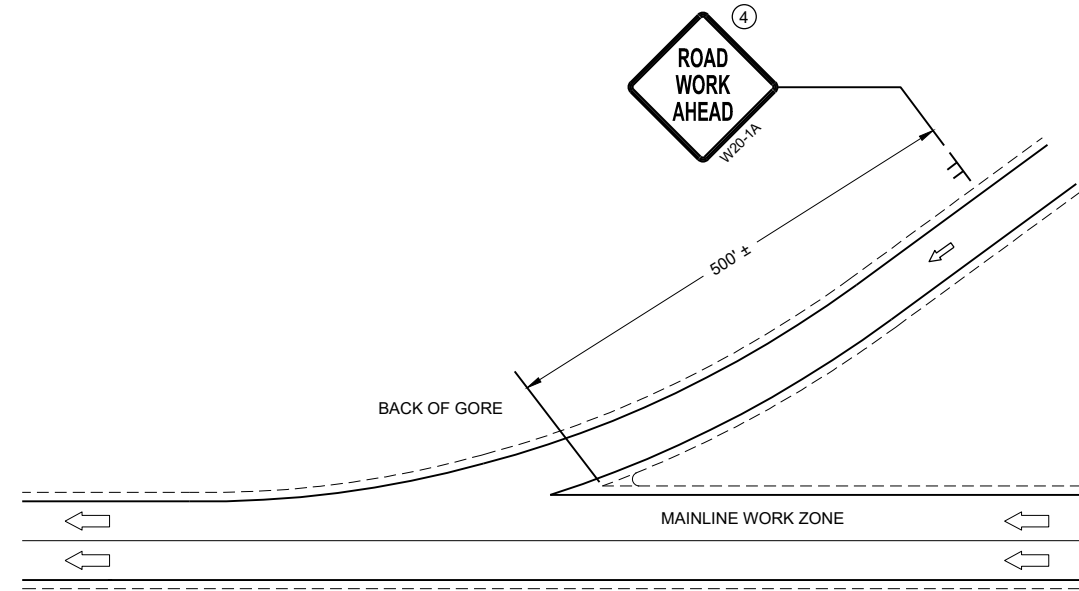 4
ROAD
WORK
AHEAD
W20-1A
500' ±
BACK OF GORE
MAINLINE WORK ZONE